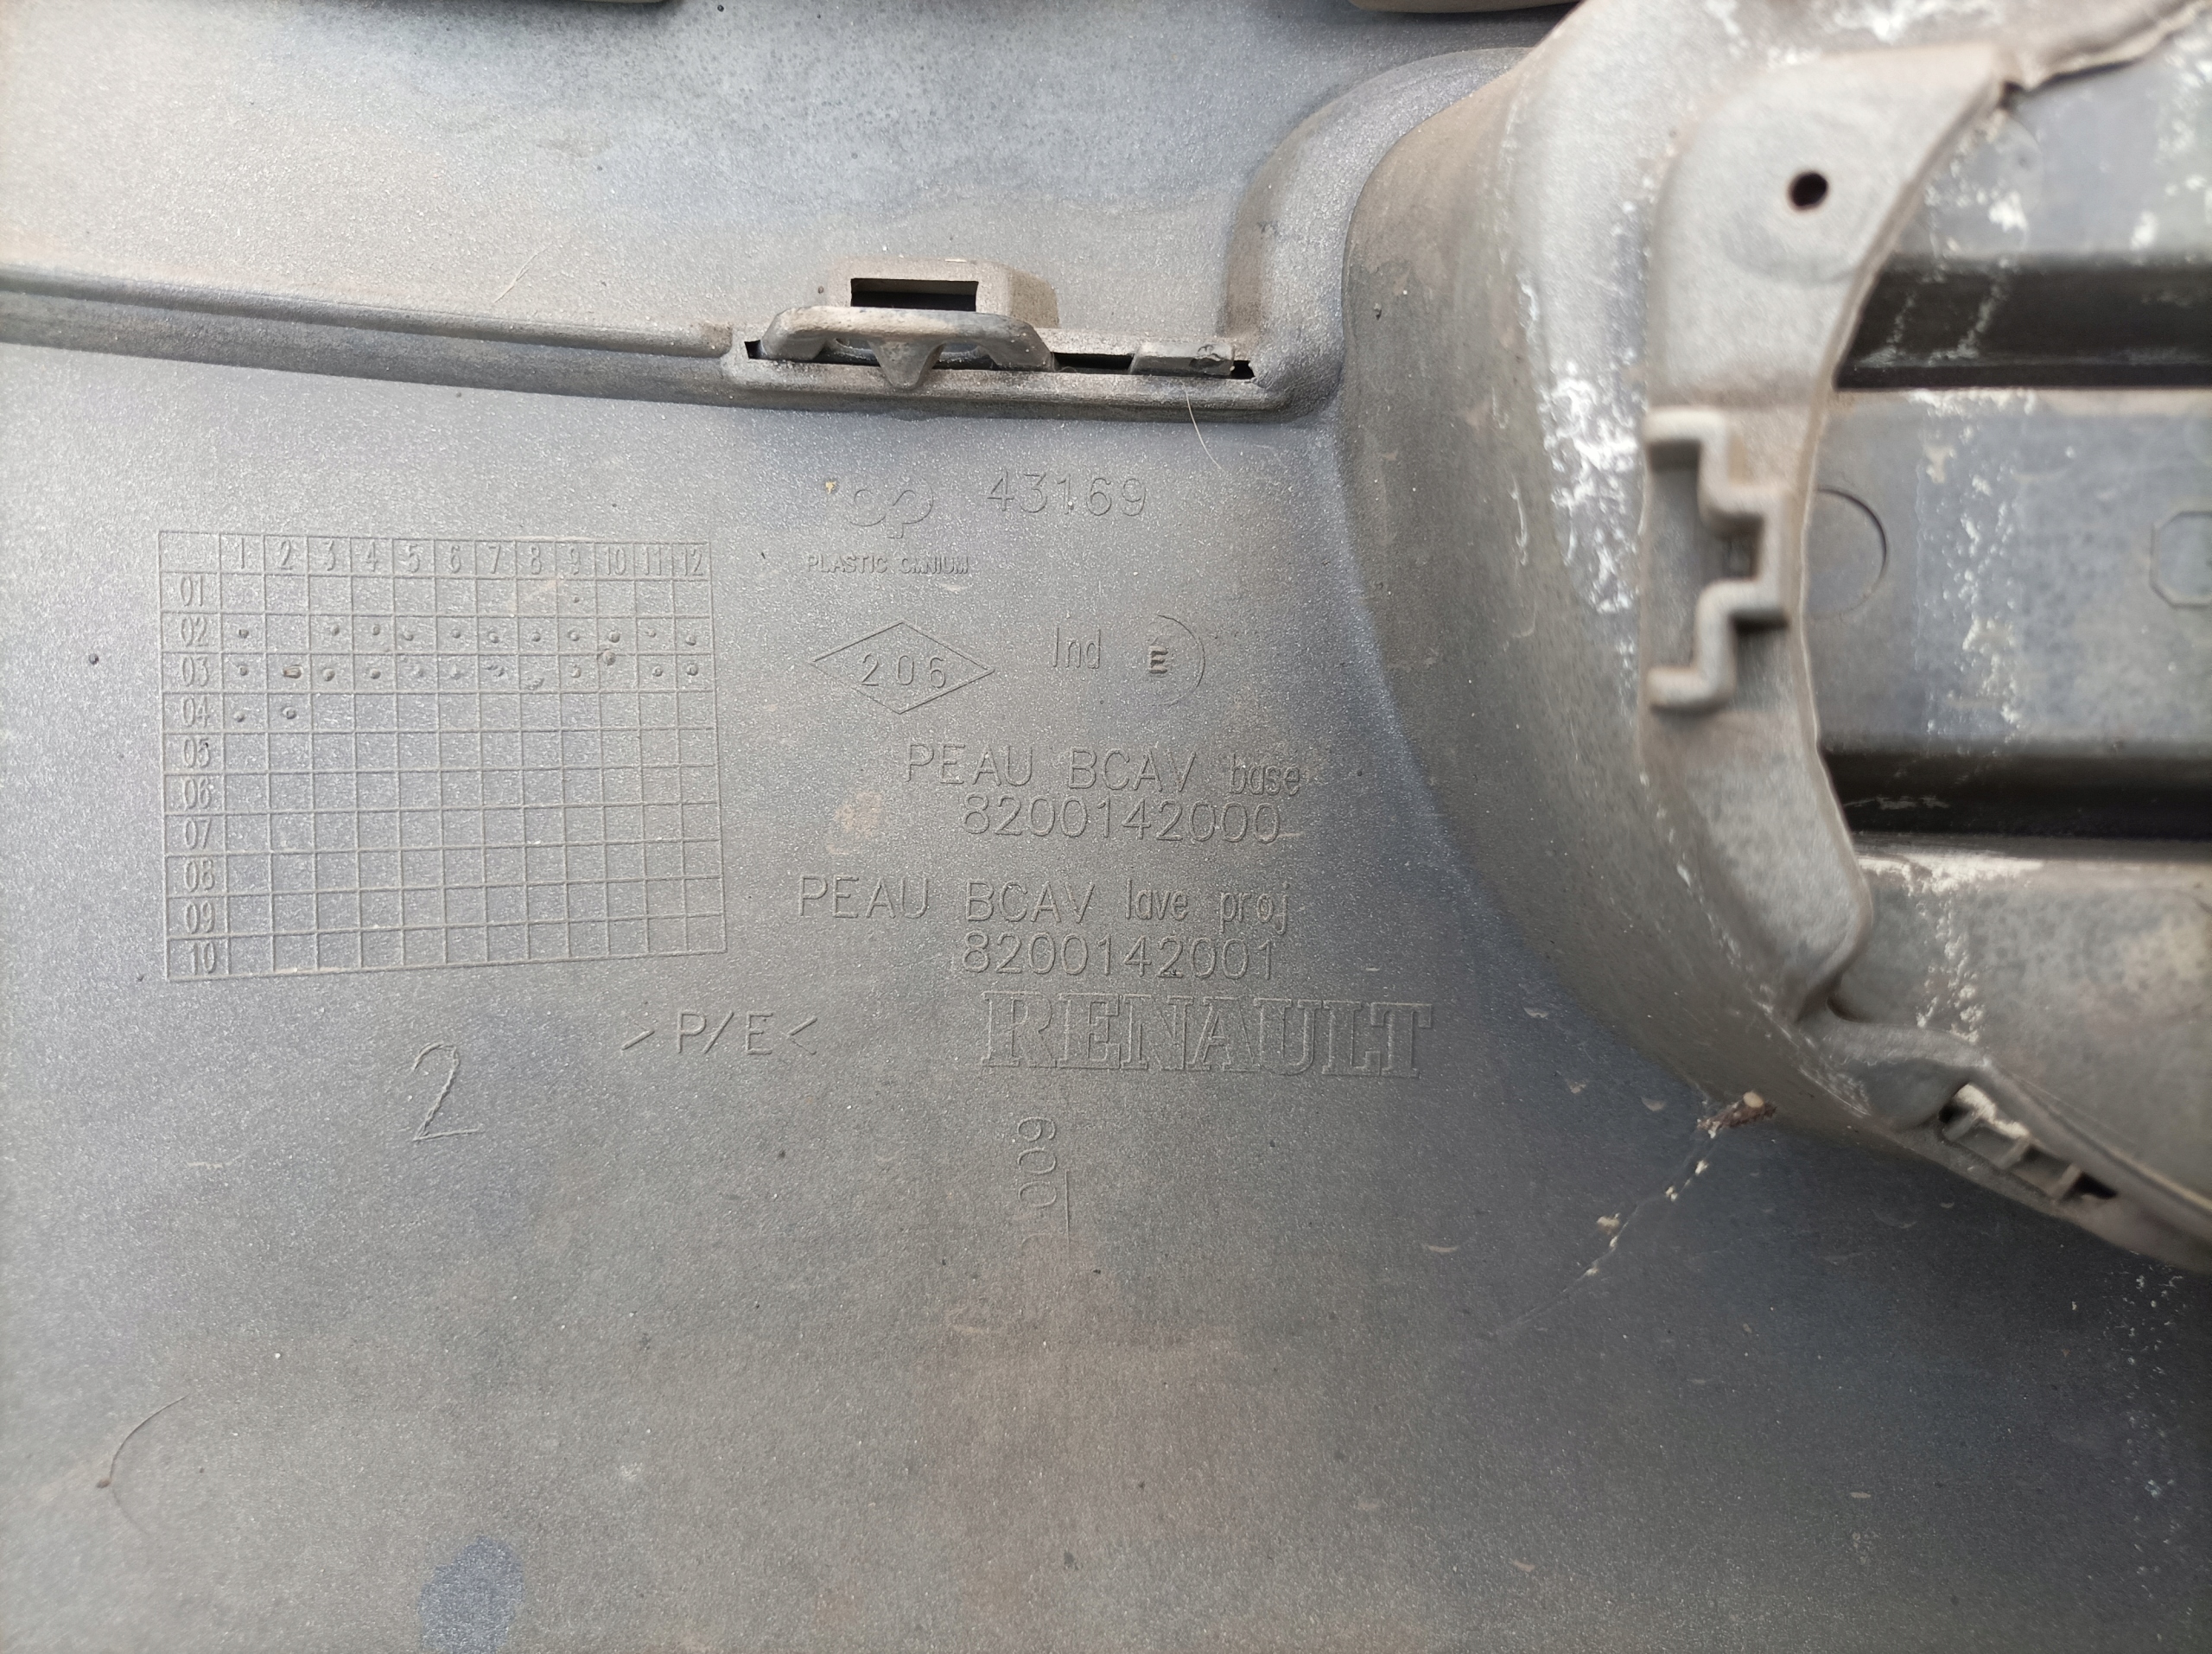 43169
PLASTIC OMNIUM
1 2 3 4 5 6 7 8 9 10 11 12
01
02
03
04
05
06
07
08
09
10
206
Ind E
PEAU BCAV base
8200142000
PEAU BCAV lave proj
8200142001
RENAULT
>P/E<
2